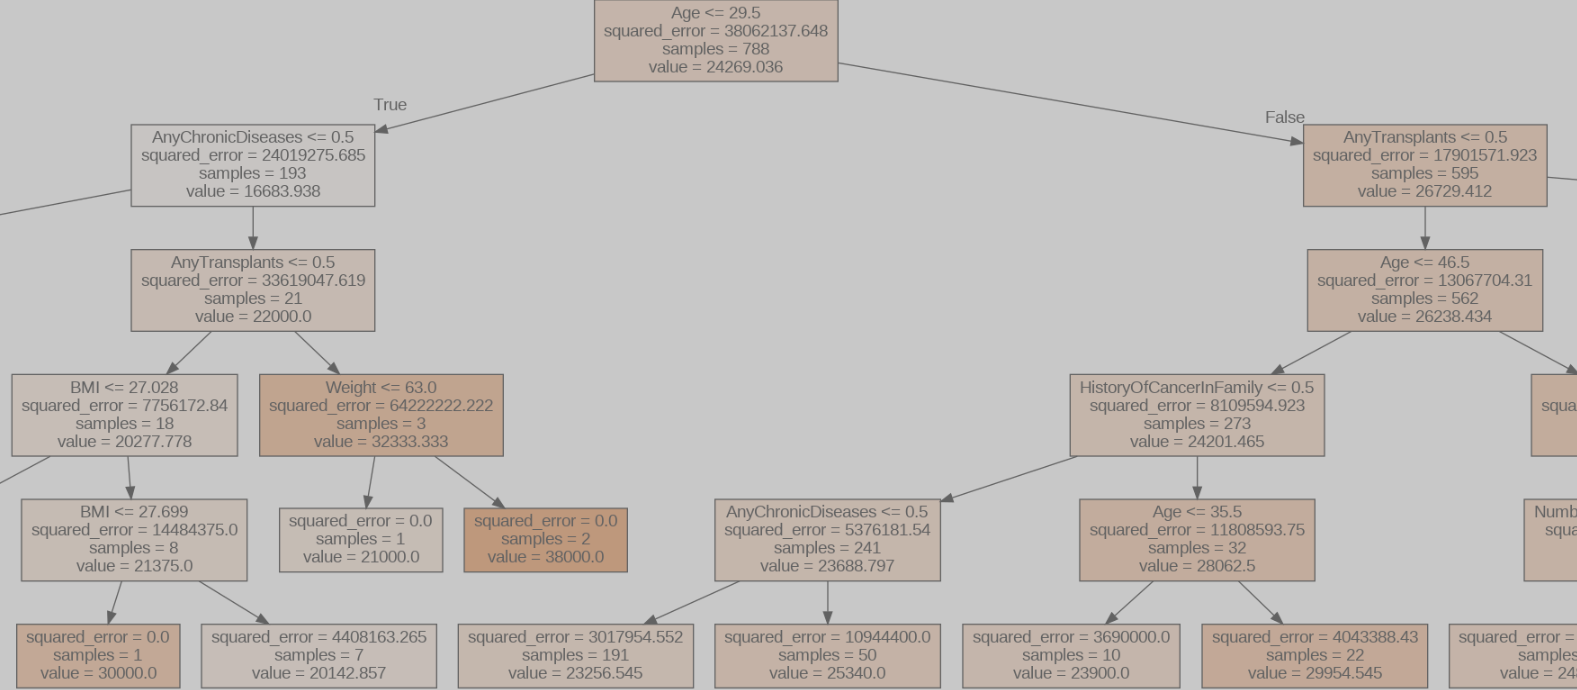 Age <= 29.5
squared_error = 38062137.648
samples = 788
value = 24269.036
True
False
AnyChronicDiseases <= 0.5
squared_error = 24019275.685
samples = 193
value = 16683.938
AnyTransplants <= 0.5
squared_error = 17901571.923
samples = 595
value = 26729.412
AnyTransplants <= 0.5
squared_error = 33619047.619
samples = 21
value = 22000.0
Age <= 46.5
squared_error = 13067704.31
samples = 562
value = 26238.434
BMI <= 27.028
squared_error = 7756172.84
samples = 18
value = 20277.778
Weight <= 63.0
squared_error = 64222222.222
samples = 3
value = 32333.333
HistoryOfCancerInFamily <= 0.5
squared_error = 8109594.923
samples = 273
value = 24201.465
BMI <= 27.699
squared_error = 14484375.0
samples = 8
value = 21375.0
squared_error = 0.0
samples = 1
value = 21000.0
squared_error = 0.0
samples = 2
value = 38000.0
AnyChronicDiseases <= 0.5
squared_error = 5376181.54
samples = 241
value = 23688.797
Age <= 35.5
squared_error = 11808593.75
samples = 32
value = 28062.5
squared_error = 0.0
samples = 1
value = 30000.0
squared_error = 4408163.265
samples = 7
value = 20142.857
squared_error = 3017954.552
samples = 191
value = 23256.545
squared_error = 10944400.0
samples = 50
value = 25340.0
squared_error = 3690000.0
samples = 10
value = 23900.0
squared_error = 4043388.43
samples = 22
value = 29954.545
squared_error =
samples
value =